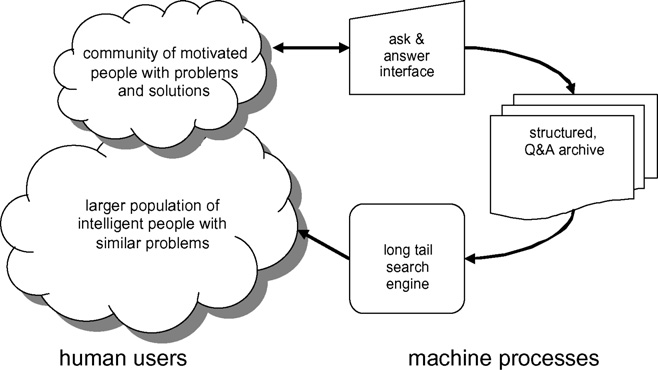 community of motivated
people with problems
and solutions
ask &
answer
interface
structured,
Q&A archive
larger population of
intelligent people with
similar problems
long tail
search
engine
human users
machine processes